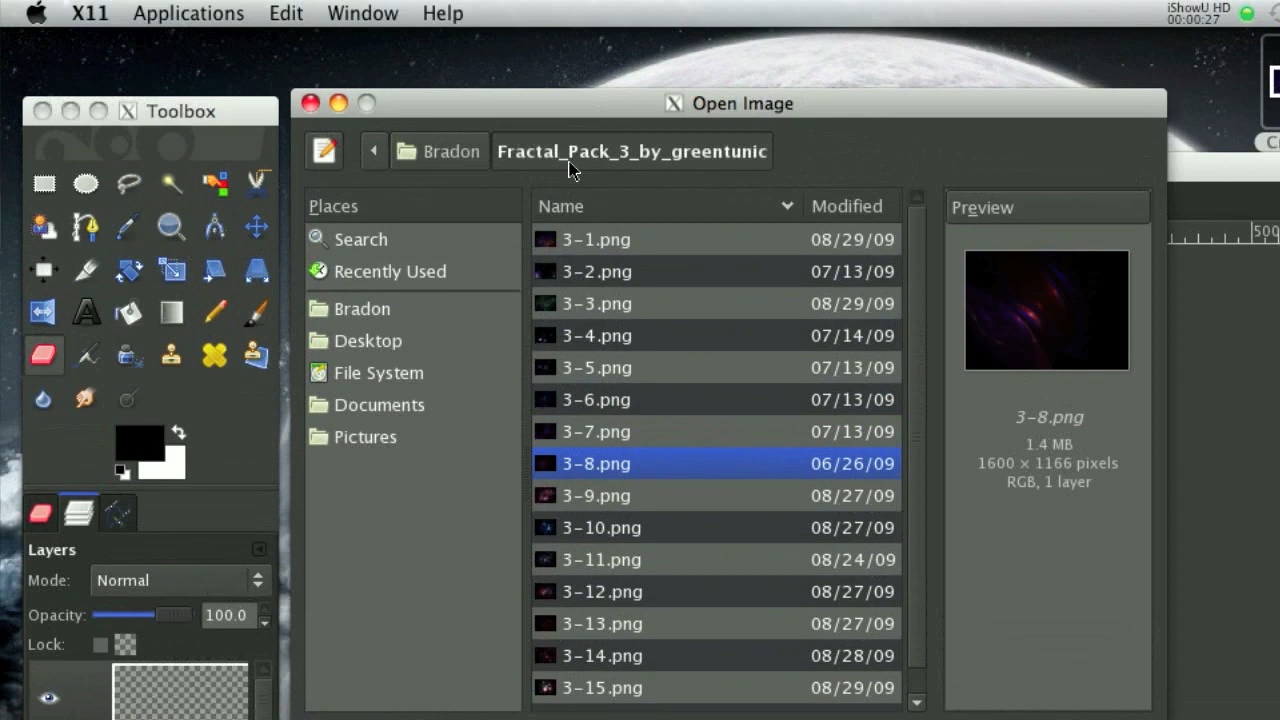 X11 Applications Edit Window Help
iShowU HD
00:00:27
Toolbox
Open Image
Bradon Fractal_Pack_3_by_greentunic
Places
Search
Recently Used
Bradon
Desktop
File System
Documents
Pictures
Name Modified
3-1.png 08/29/09
3-2.png 07/13/09
3-3.png 08/29/09
3-4.png 07/14/09
3-5.png 07/13/09
3-6.png 07/13/09
3-7.png 07/13/09
3-8.png 06/26/09
3-9.png 08/27/09
3-10.png 08/27/09
3-11.png 08/24/09
3-12.png 08/27/09
3-13.png 08/27/09
3-14.png 08/28/09
3-15.png 08/29/09
Preview
3-8.png
1.4 MB
1600 × 1166 pixels
RGB, 1 layer
500
Layers
Mode: Normal
Opacity: 100.0
Lock: